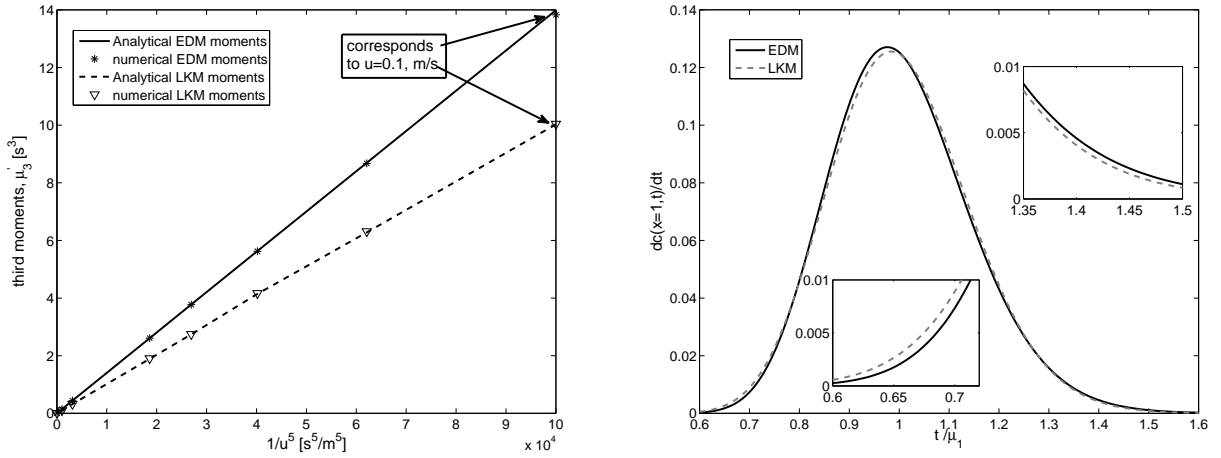 third moments, μ'3 [s3]
14
12
10
8
6
4
2
0
0 1 2 3 4 5 6 7 8 9 10
x 10^4
1/u5 [s5/m5]
Analytical EDM moments
numerical EDM moments
Analytical LKM moments
numerical LKM moments
corresponds
to u=0.1, m/s
dc(x=1,t)/dt
0.14
0.12
0.1
0.08
0.06
0.04
0.02
0
0.6 0.7 0.8 0.9 1 1.1 1.2 1.3 1.4 1.5 1.6
t /μ1
EDM
LKM
0.01
0.005
0
1.35 1.4 1.45 1.5
0.01
0.005
0
0.6 0.65 0.7